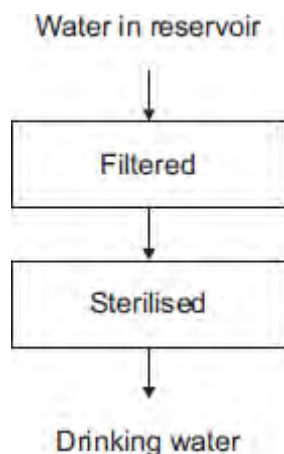 Water in reservoir
Filtered
Sterilised
Drinking water